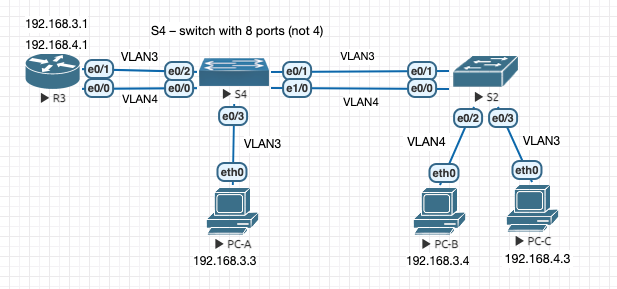 192.168.3.1
S4 – switch with 8 ports (not 4)
192.168.4.1
VLAN3
VLAN3
e0/1
e0/2
e0/1
e0/1
e0/0
e0/0
e1/0
e0/0
R3
VLAN4
S4
VLAN4
S2
e0/3
e0/2
e0/3
VLAN3
VLAN4
VLAN3
eth0
eth0
eth0
PC-A
PC-B
PC-C
192.168.3.3
192.168.3.4
192.168.4.3